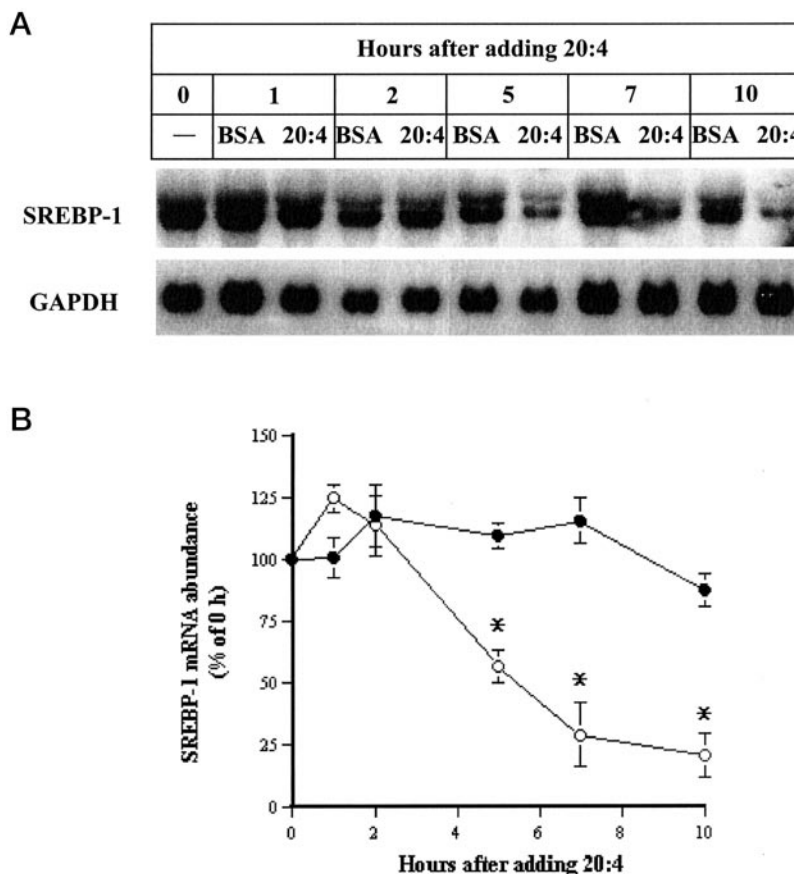 A
Hours after adding 20:4
0 1 2 5 7 10
— BSA 20:4 BSA 20:4 BSA 20:4 BSA 20:4 BSA 20:4
SREBP-1
GAPDH
B
SREBP-1 mRNA abundance
(% of 0 h)
150
125
100
75
50
25
0
* * *
0 2 4 6 8 10
Hours after adding 20:4